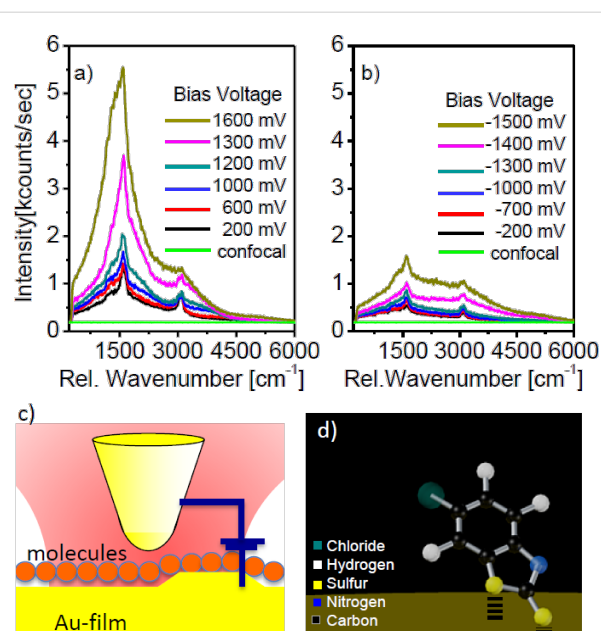 a)
Bias Voltage
1600 mV
1300 mV
1200 mV
1000 mV
600 mV
200 mV
confocal
Intensity[kcounts/sec]
6
5
4
3
2
1
0
1500 3000 4500 6000
Rel. Wavenumber [cm⁻¹]
b)
Bias Voltage
-1500 mV
-1400 mV
-1300 mV
-1000 mV
-700 mV
-200 mV
confocal
6
5
4
3
2
1
0
1500 3000 4500 6000
Rel. Wavenumber [cm⁻¹]
c)
molecules
Au-film
d)
Chloride
Hydrogen
Sulfur
Nitrogen
Carbon